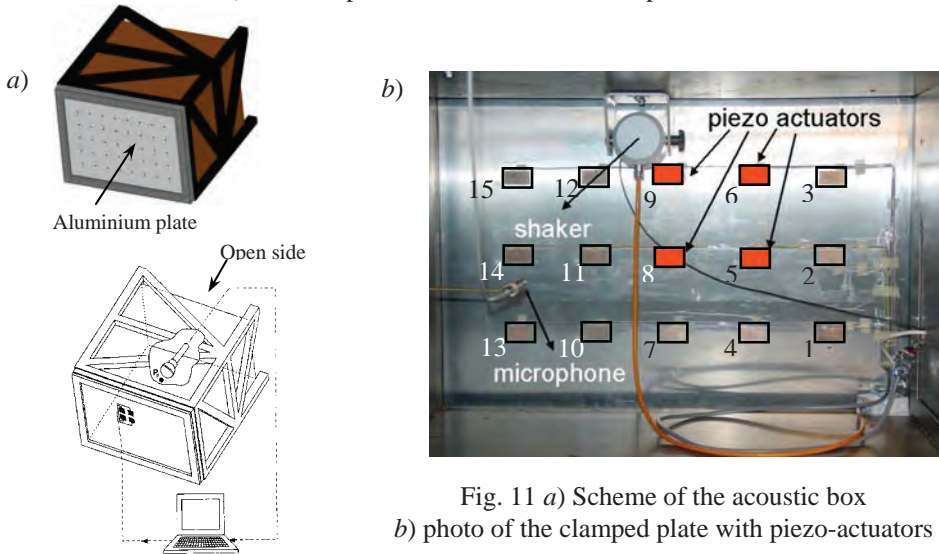 a)
Aluminium plate
Open side
b)
piezo actuators
15 12 9 6 3
shaker
14 11 8 5 2
13 10 7 4 1
microphone
Fig. 11 a) Scheme of the acoustic box
b) photo of the clamped plate with piezo-actuators